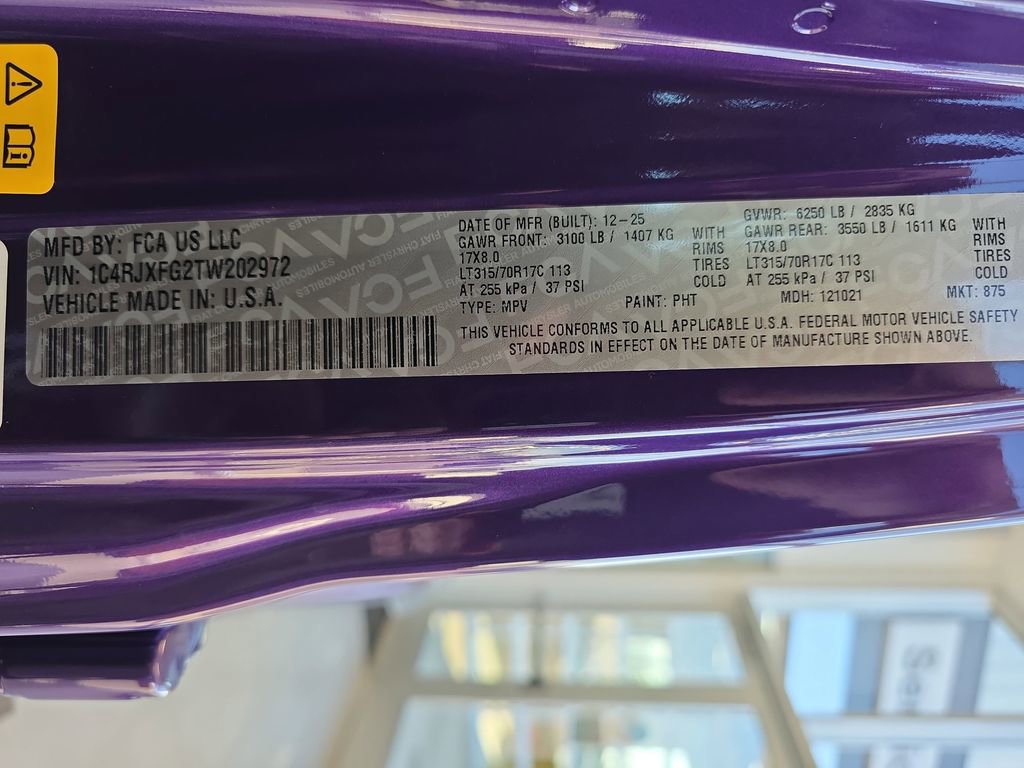 MFD BY: FCA US LLC
VIN: 1C4RJXFG2TW202972
VEHICLE MADE IN: U.S.A.
DATE OF MFR (BUILT): 12-25
GAWR FRONT: 3100 LB / 1407 KG WITH
17X8.0 RIMS
LT315/70R17C 113 TIRES
AT 255 kPa / 37 PSI COLD
TYPE: MPV PAINT: PHT
GVWR: 6250 LB / 2835 KG
GAWR REAR: 3550 LB / 1611 KG WITH
17X8.0 RIMS
LT315/70R17C 113 TIRES
AT 255 kPa / 37 PSI COLD
MDH: 121021 MKT: 875
THIS VEHICLE CONFORMS TO ALL APPLICABLE U.S.A. FEDERAL MOTOR VEHICLE SAFETY
STANDARDS IN EFFECT ON THE DATE OF MANUFACTURE SHOWN ABOVE.